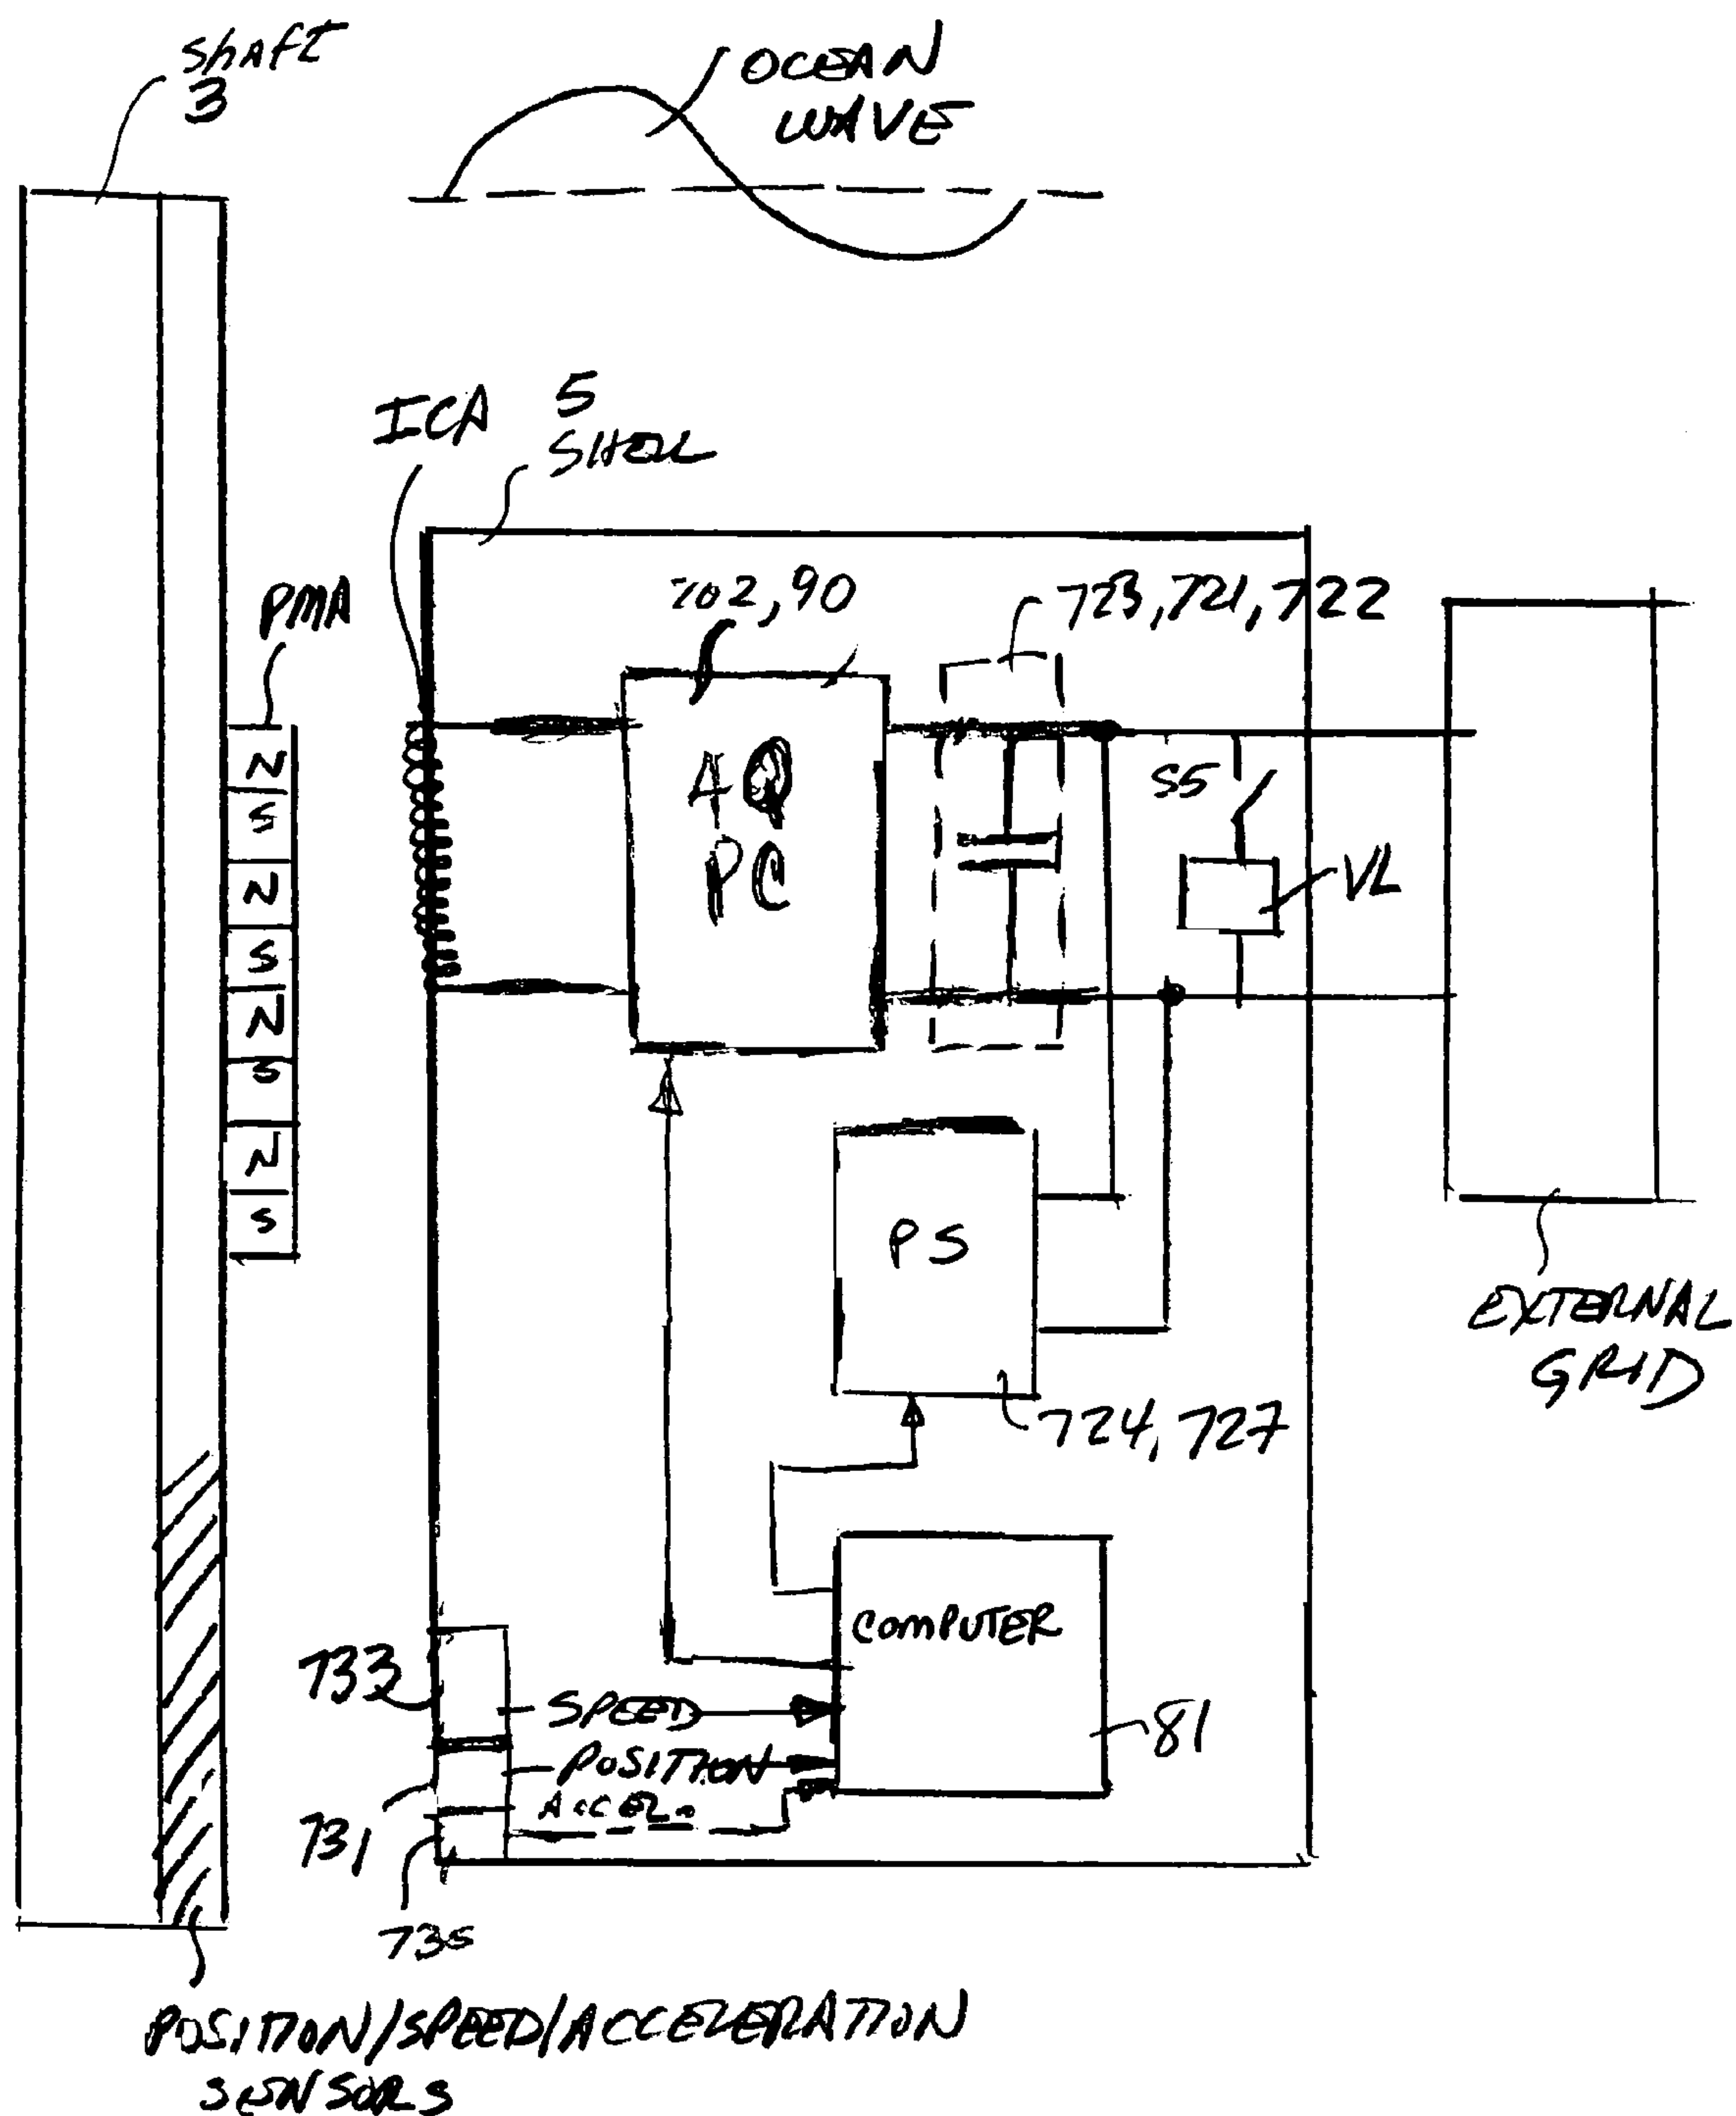 Shaft
3
OCEAN
WAVE
ICA
5
SHELL
PMA
702,90
723,721,722
N
S
N
S
N
S
N
S
4Q
PC
S5
VL
PS
EXTERNAL
GRID
724,727
COMPUTER
733
SPEED
81
POSITION
ACCEL.
731
735
POSITION/SPEED/ACCELERATION
SENSORS